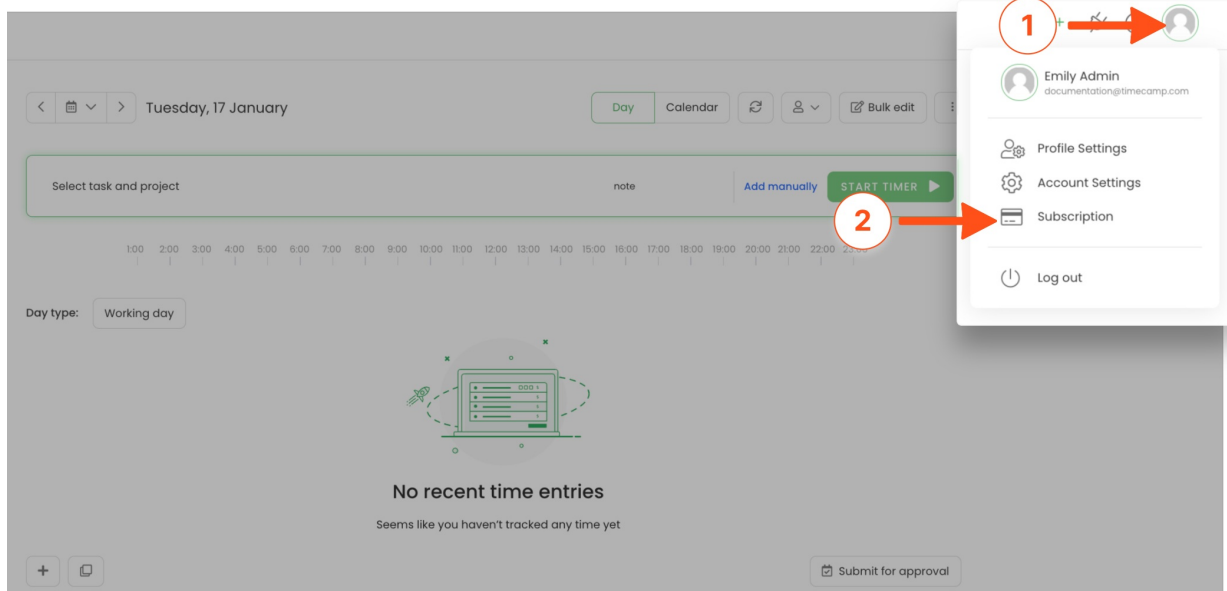 1
Tuesday, 17 January
Day
Calendar
Bulk edit
Emily Admin
documentation@timecamp.com
Profile Settings
Account Settings
Subscription
Log out
Select task and project
note
Add manually
START TIMER
2
1:00 2:00 3:00 4:00 5:00 6:00 7:00 8:00 9:00 10:00 11:00 12:00 13:00 14:00 15:00 16:00 17:00 18:00 19:00 20:00 21:00 22:00 23:00
Day type:
Working day
No recent time entries
Seems like you haven't tracked any time yet
Submit for approval